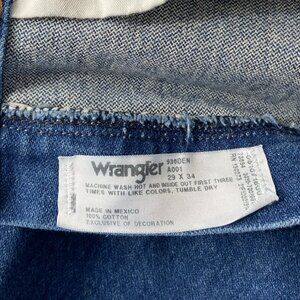 Wrangler
936DEN
A001
29 X 34
MACHINE WASH HOT AND INSIDE OUT FIRST THREE
TIMES WITH LIKE COLORS, TUMBLE DRY
MADE IN MEXICO
100% COTTON
EXCLUSIVE OF DECORATION